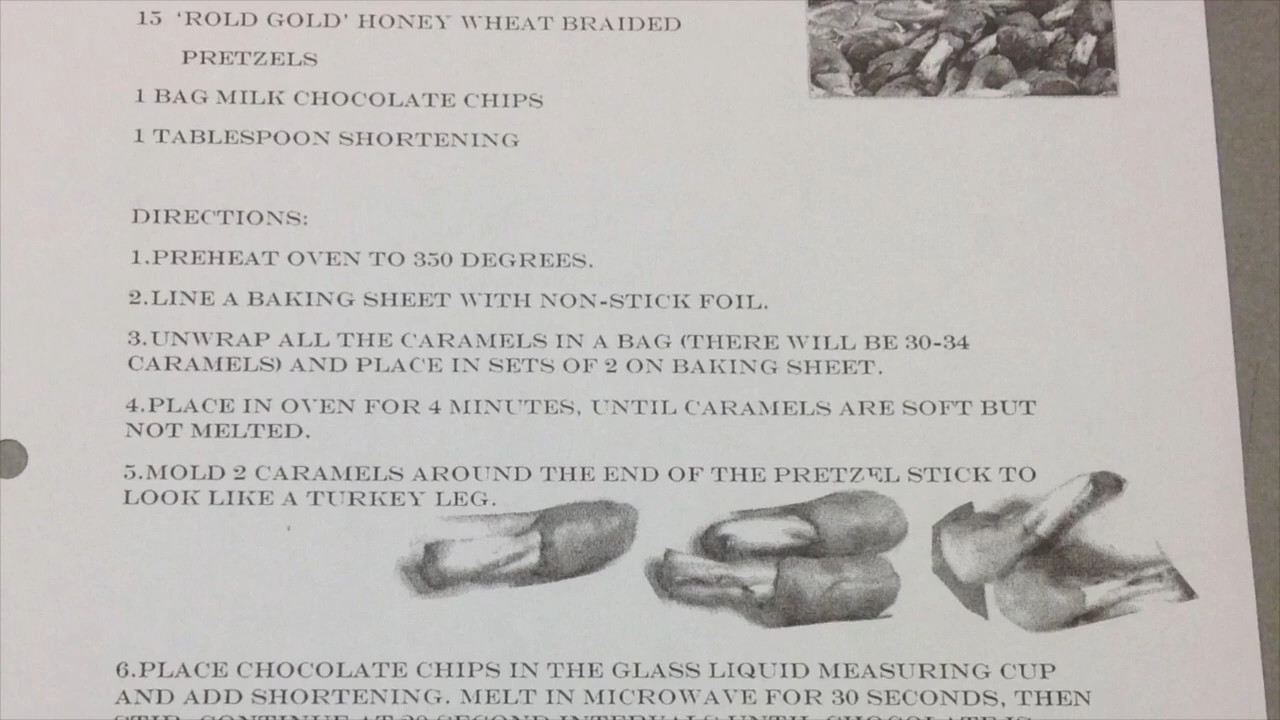 15 ‘ROLD GOLD’ HONEY WHEAT BRAIDED
PRETZELS
1 BAG MILK CHOCOLATE CHIPS
1 TABLESPOON SHORTENING
DIRECTIONS:
1.PREHEAT OVEN TO 350 DEGREES.
2.LINE A BAKING SHEET WITH NON-STICK FOIL.
3.UNWRAP ALL THE CARAMELS IN A BAG (THERE WILL BE 30-34
CARAMELS) AND PLACE IN SETS OF 2 ON BAKING SHEET.
4.PLACE IN OVEN FOR 4 MINUTES, UNTIL CARAMELS ARE SOFT BUT
NOT MELTED.
5.MOLD 2 CARAMELS AROUND THE END OF THE PRETZEL STICK TO
LOOK LIKE A TURKEY LEG.
6.PLACE CHOCOLATE CHIPS IN THE GLASS LIQUID MEASURING CUP
AND ADD SHORTENING. MELT IN MICROWAVE FOR 30 SECONDS, THEN